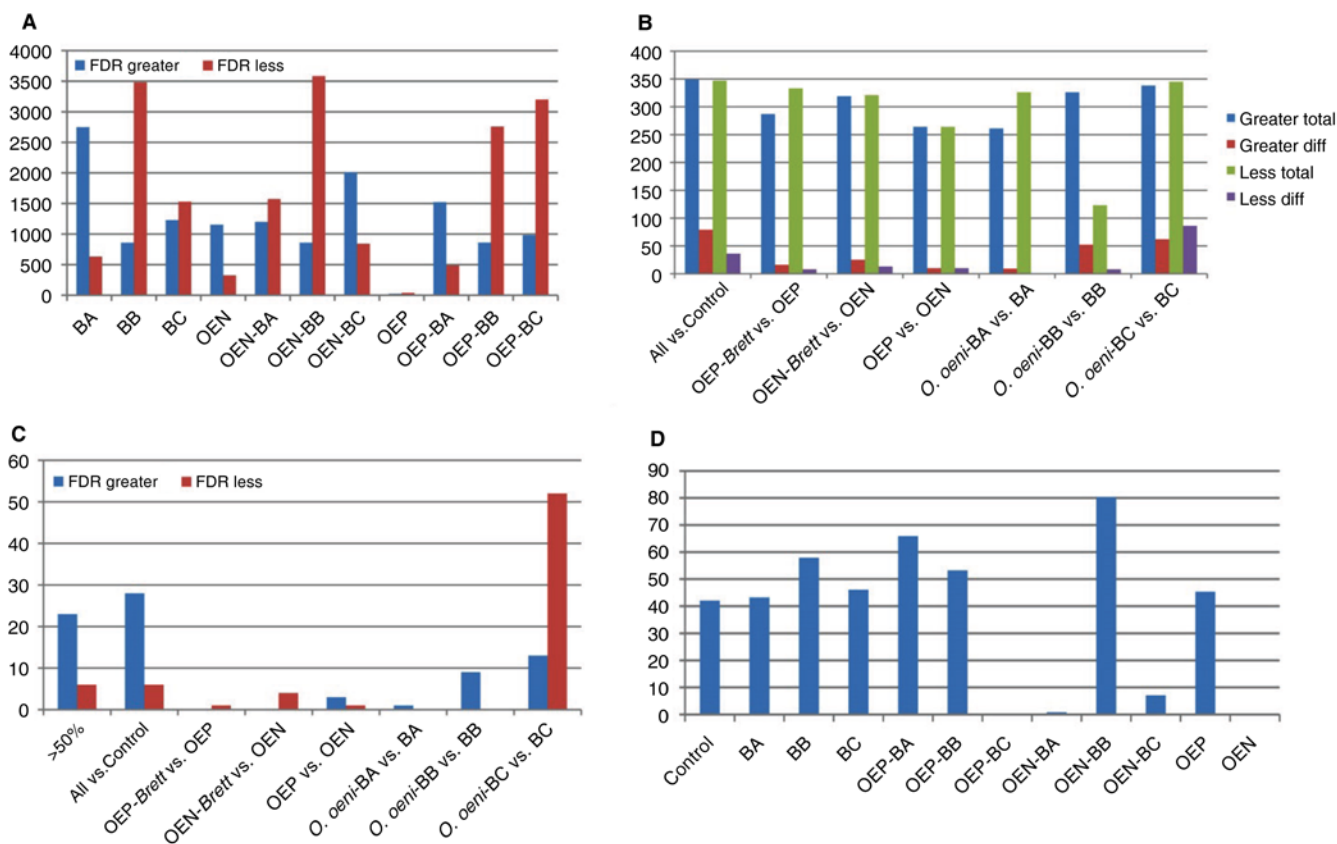 A
4000
3500
3000
2500
2000
1500
1000
500
0
FDR greater FDR less
BA
BB
BC
OEN
OEN-BA
OEN-BB
OEN-BC
OEP
OEP-BA
OEP-BB
OEP-BC
B
400
350
300
250
200
150
100
50
0
Greater total
Greater diff
Less total
Less diff
All vs.Control
OEP-Brett vs. OEP
OEN-Brett vs. OEN
OEP vs. OEN
O. oeni-BA vs. BA
O. oeni-BB vs. BB
O. oeni-BC vs. BC
C
60
50
40
30
20
10
0
FDR greater FDR less
>50%
All vs.Control
OEP-Brett vs. OEP
OEN-Brett vs. OEN
OEP vs. OEN
O. oeni-BA vs. BA
O. oeni-BB vs. BB
O. oeni-BC vs. BC
D
90
80
70
60
50
40
30
20
10
0
Control
BA
BB
BC
OEP-BA
OEP-BB
OEP-BC
OEN-BA
OEN-BB
OEN-BC
OEP
OEN